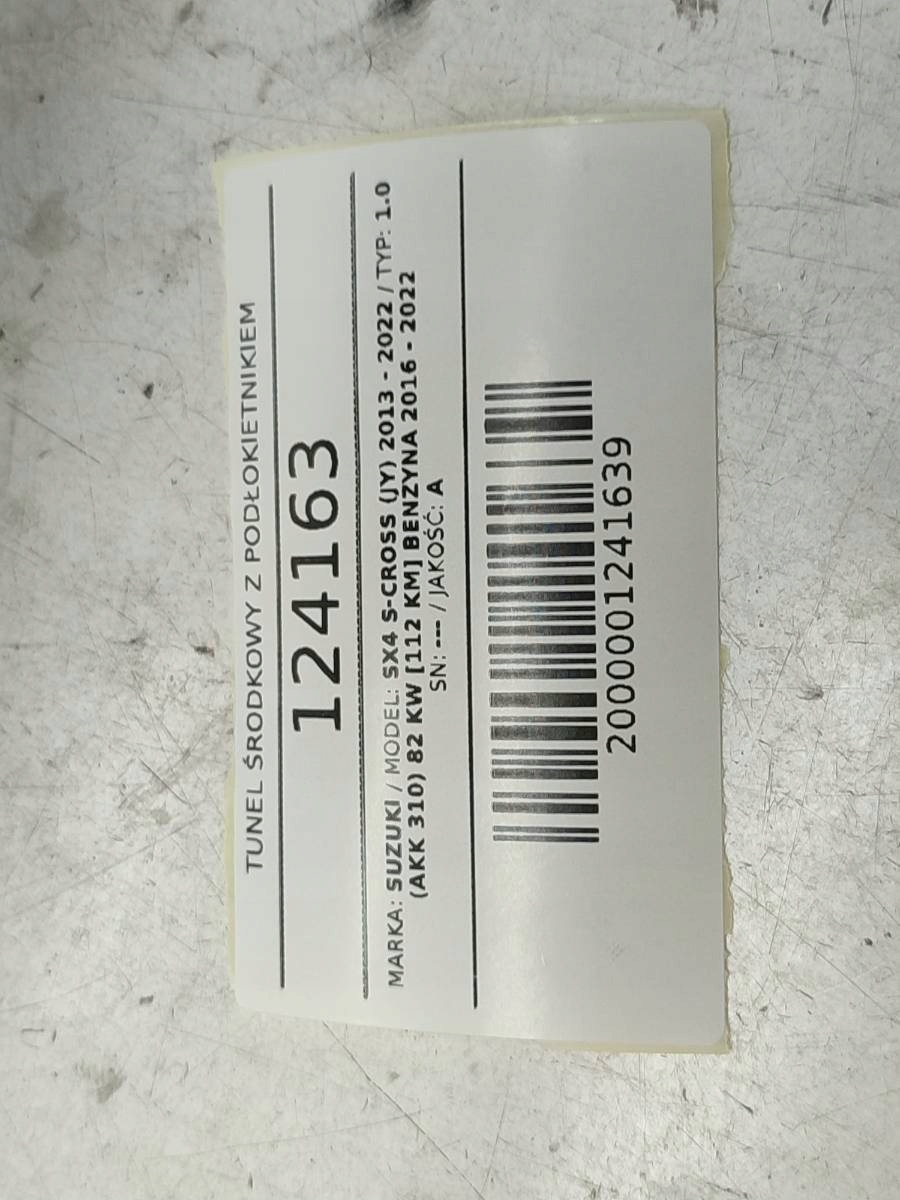 TUNEL ŚRODKOWY Z PODŁOKIETNIKIEM
124163
MARKA: SUZUKI / MODEL: SX4 S-CROSS (JY) 2013 - 2022 / TYP: 1.0
(AKK 310) 82 KW [112 KM] BENZYNA 2016 - 2022
SN: --- / JAKOŚĆ: A
2000001241639